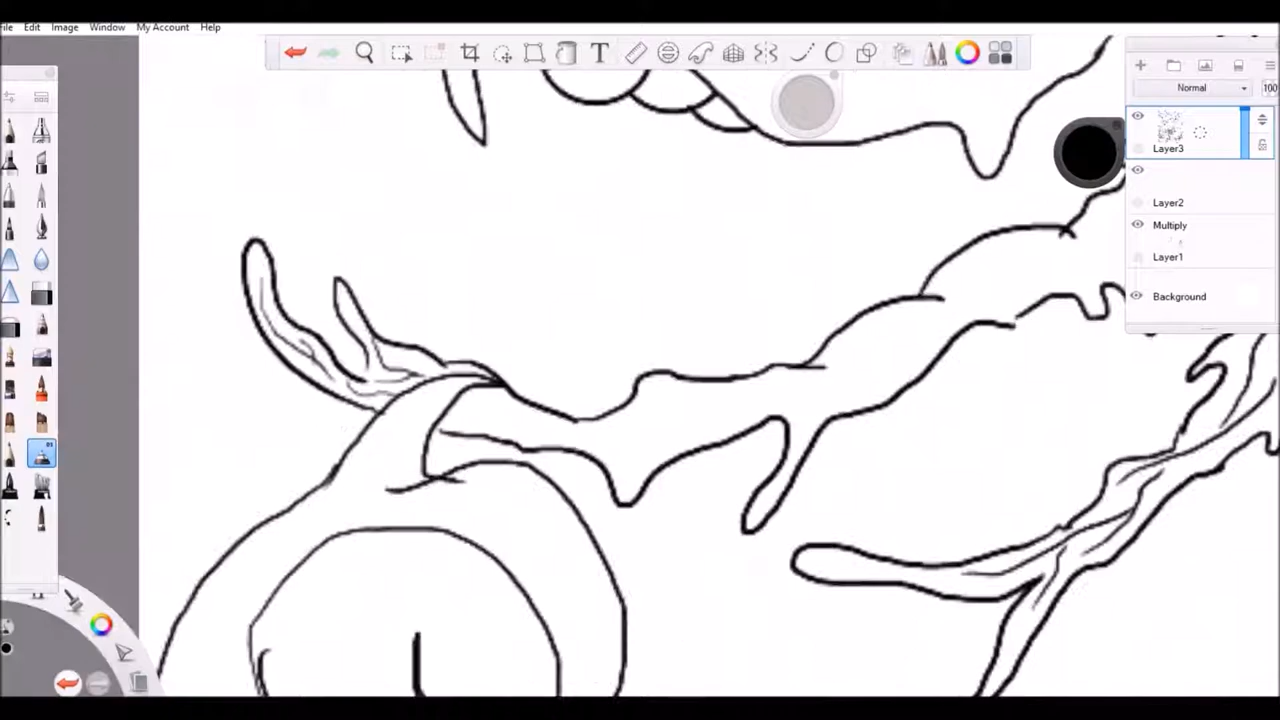 File Edit Image Window My Account Help
T
Normal 100
Layer3
Layer2
Multiply
Layer1
Background